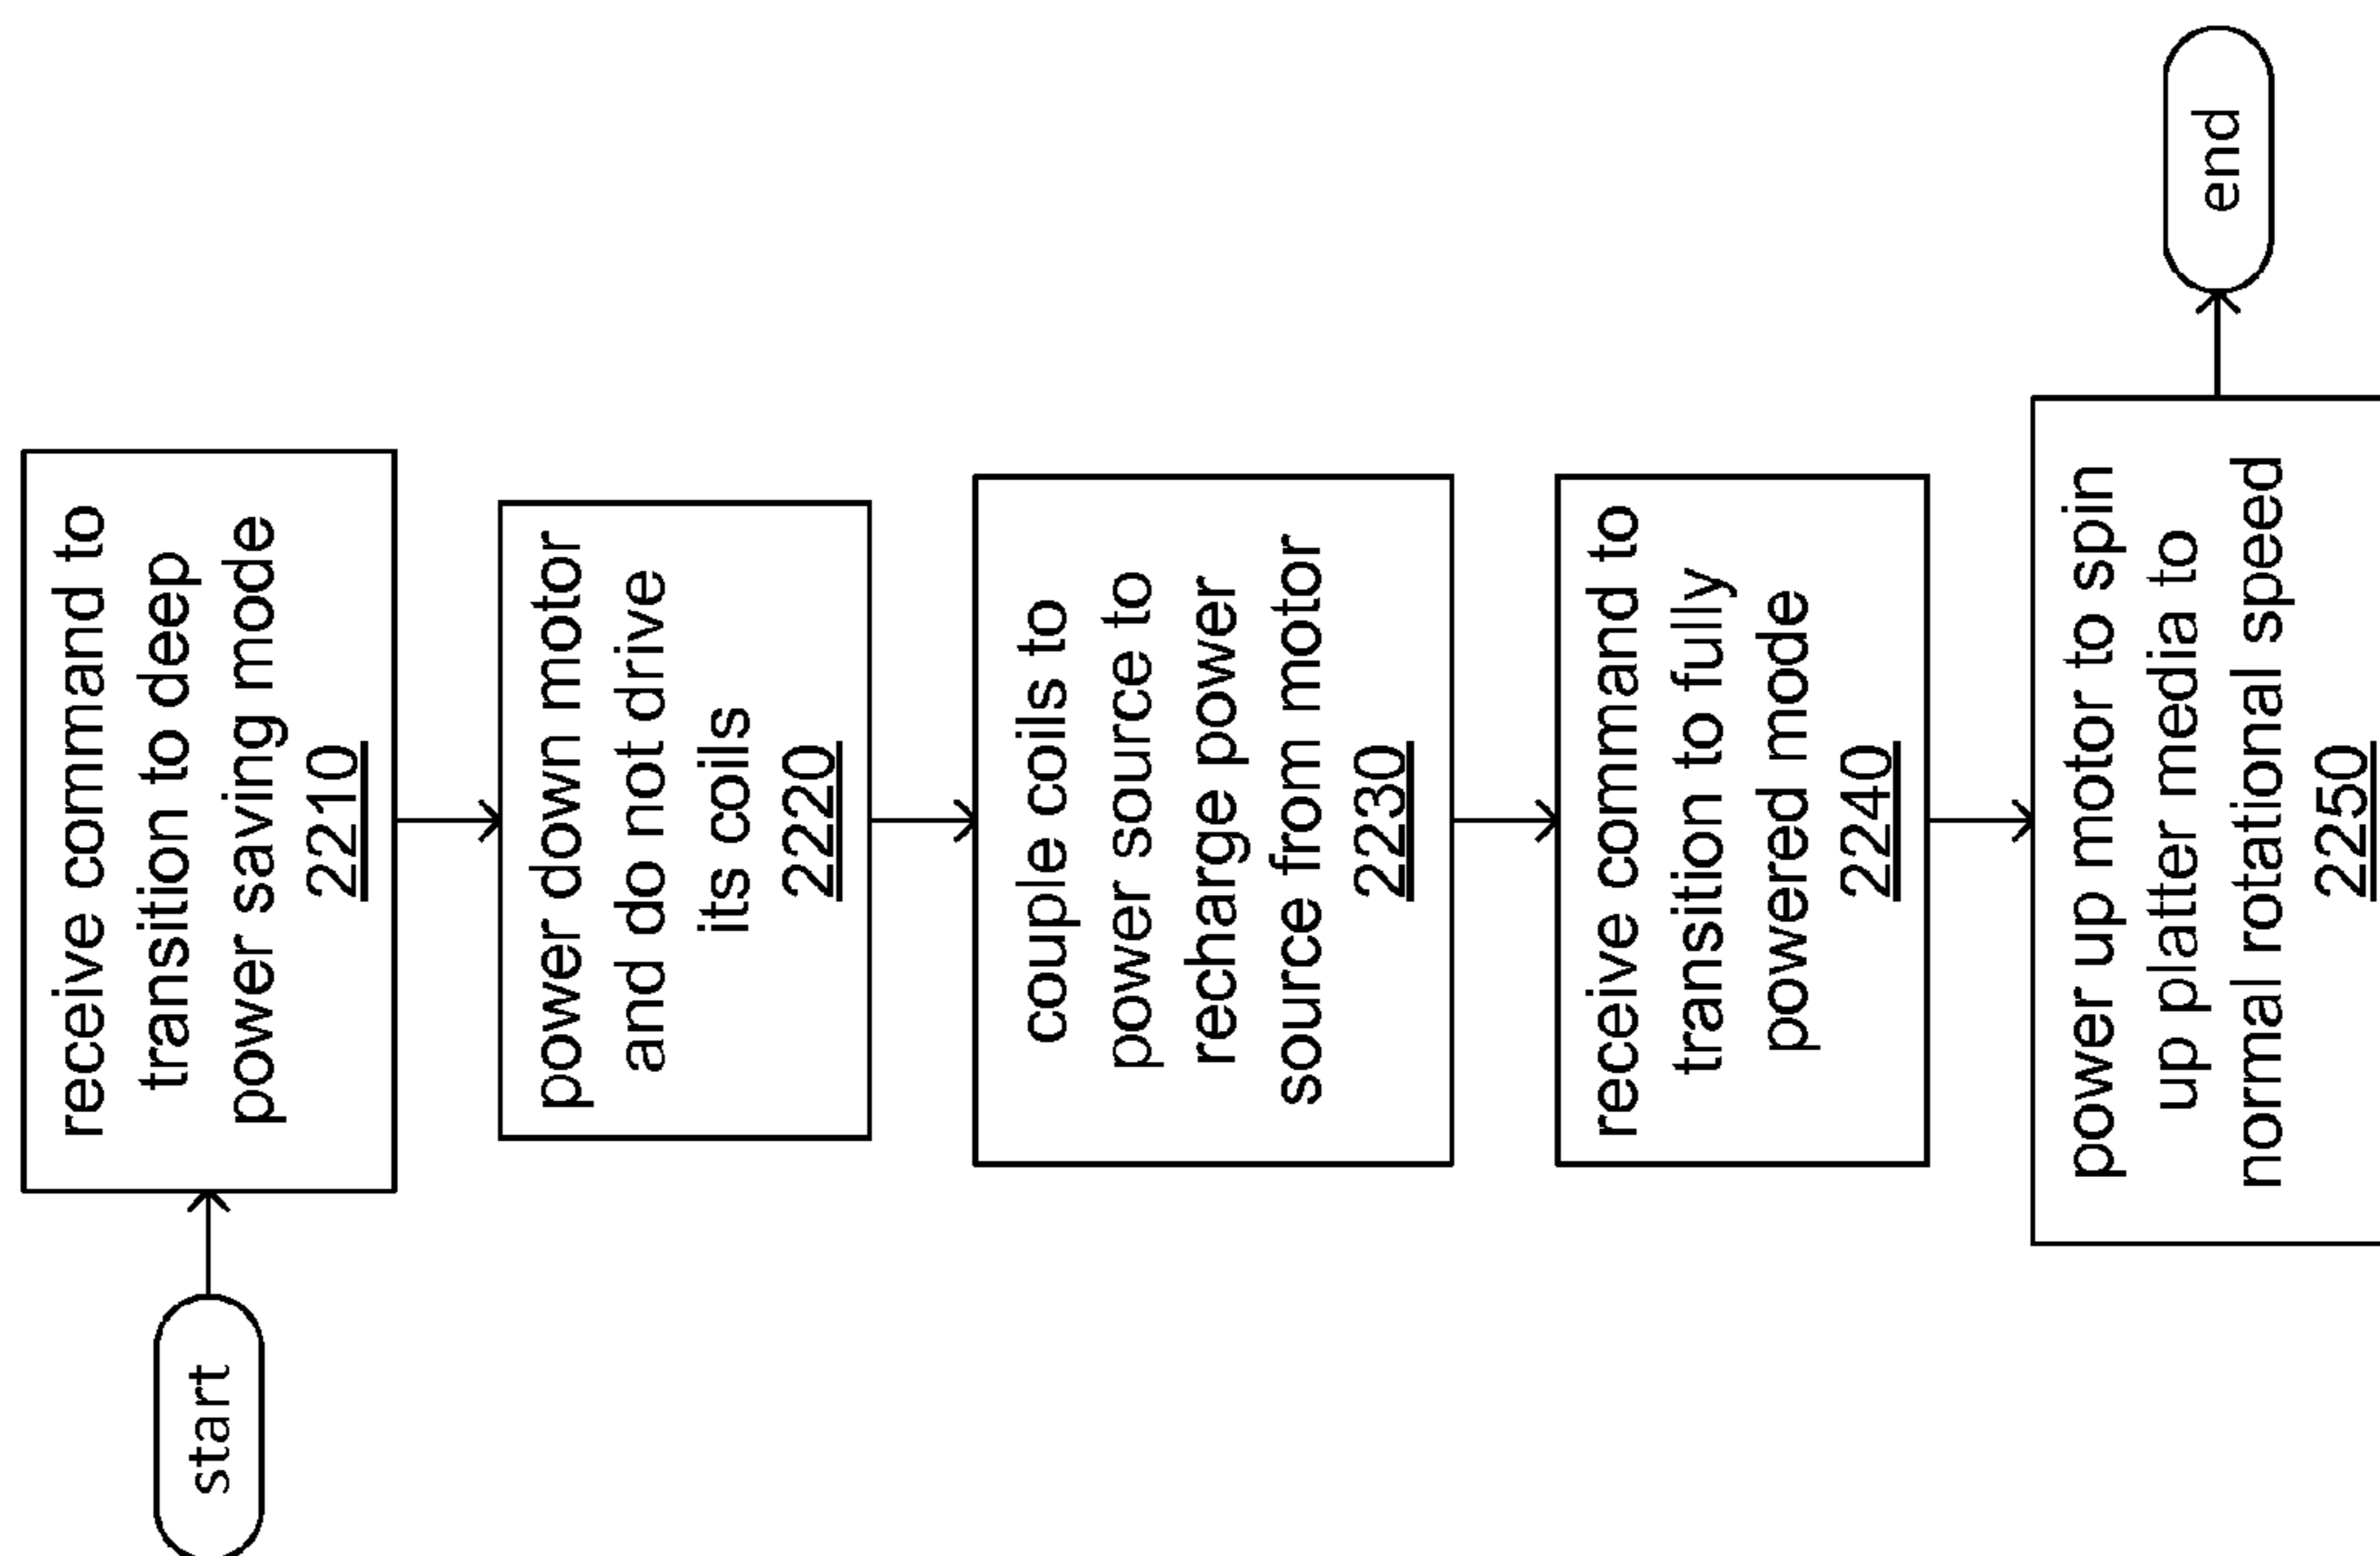 start
receive command to
transition to deep
power saving mode
2210
power down motor
and do not drive
its coils
2220
couple coils to
power source to
recharge power
source from motor
2230
receive command to
transition to fully
powered mode
2240
power up motor to spin
up platter media to
normal rotational speed
2250
end